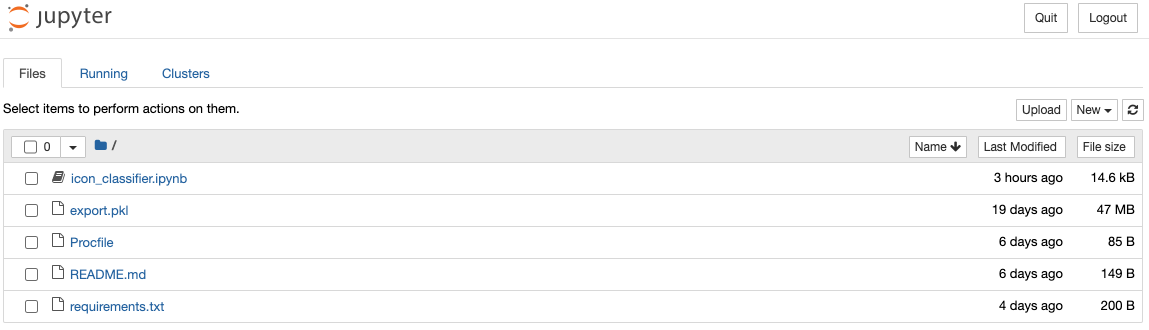 jupyter Quit Logout
Files Running Clusters
Select items to perform actions on them. Upload New
0 / Name Last Modified File size
icon_classifier.ipynb 3 hours ago 14.6 kB
export.pkl 19 days ago 47 MB
Procfile 6 days ago 85 B
README.md 6 days ago 149 B
requirements.txt 4 days ago 200 B